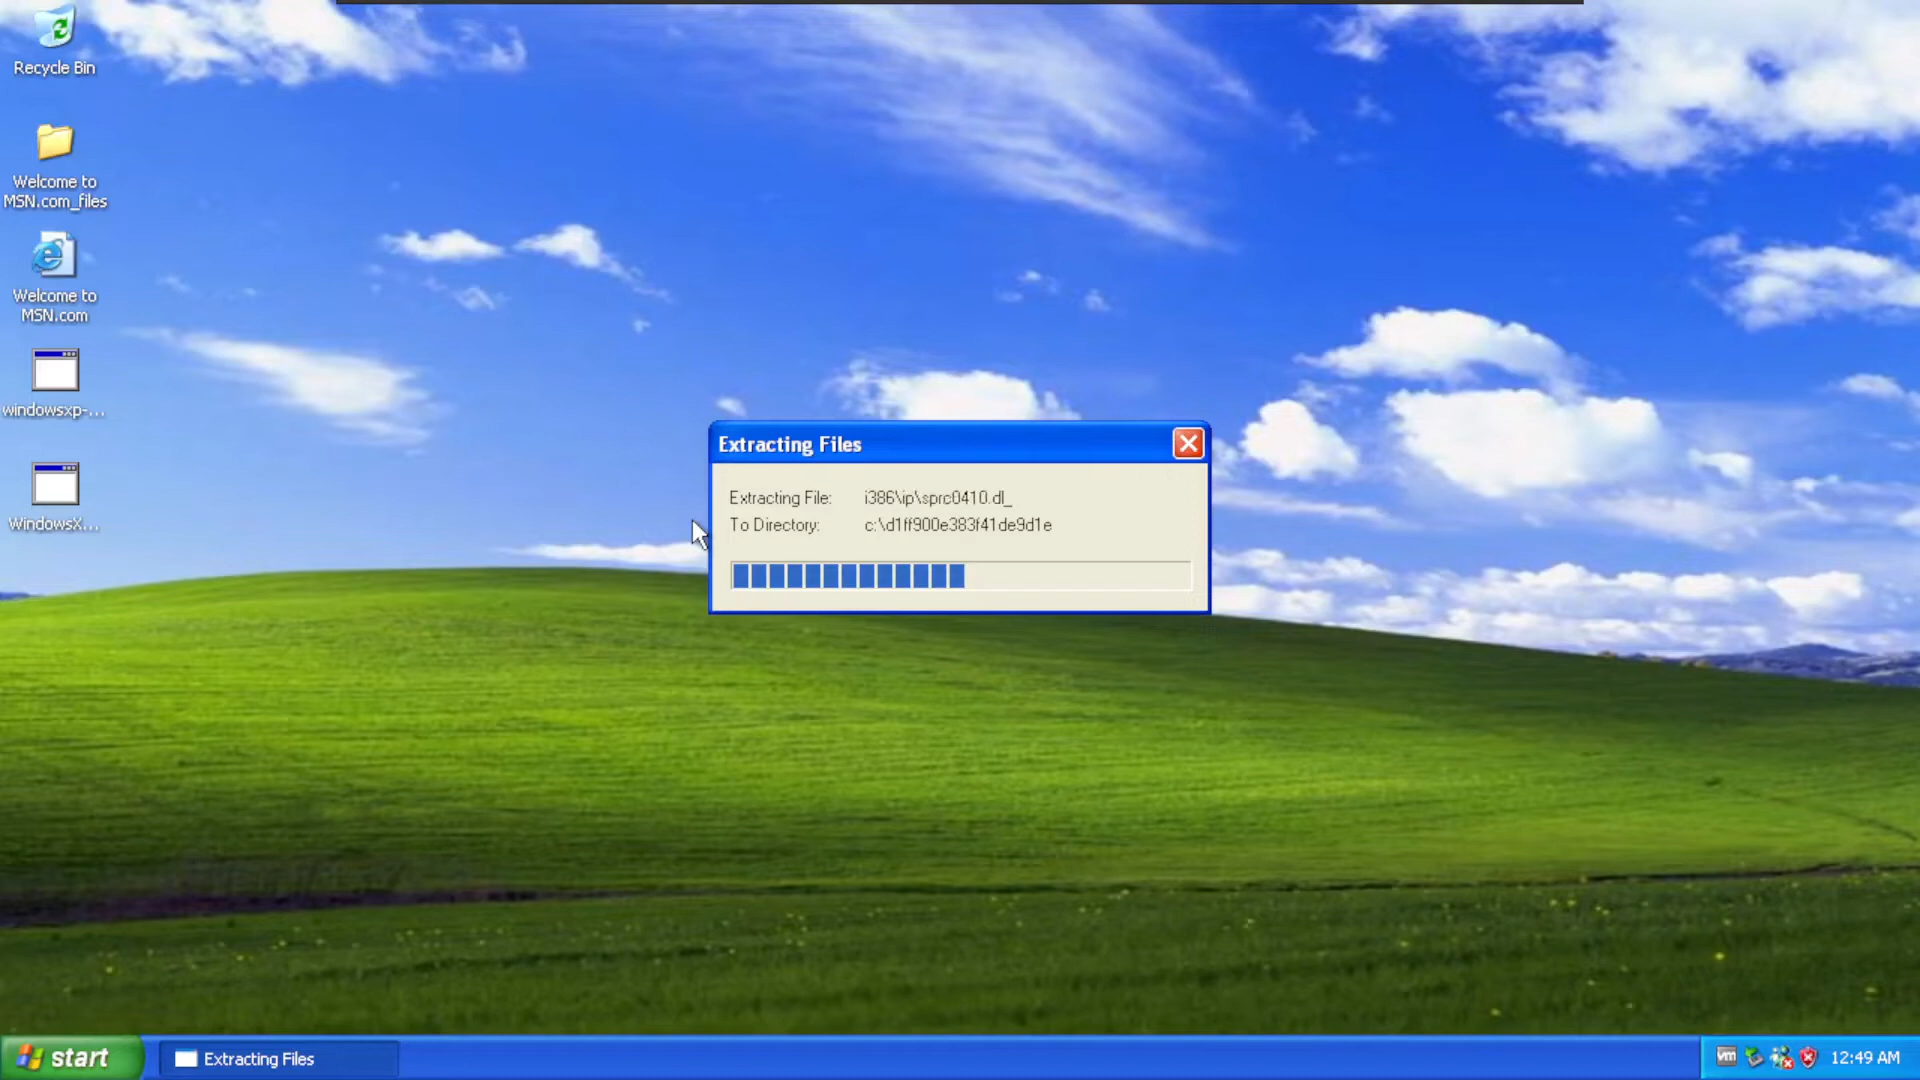 Recycle Bin
Welcome to
MSN.com_files
Welcome to
MSN.com
windowsxp-...
WindowsX...
Extracting Files
Extracting File: i386\ip\sprc0410.dl_
To Directory: c:\d1ff900e383f41de9d1e
start
Extracting Files
vm
12:49 AM